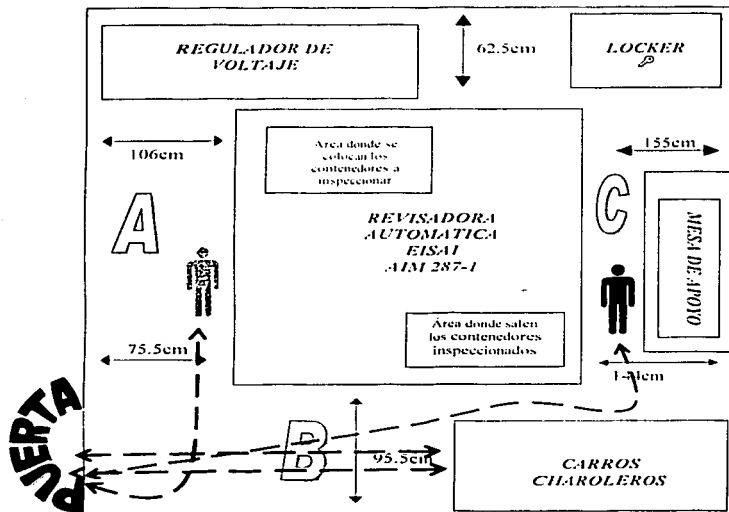 REGULADOR DE
VOLTAJE
62.5cm
LOCKER
106cm
Área donde se
colocan los
contenedores a
inspeccionar
155cm
A
C
REVISADORA
AUTOMATICA
EISAI
AIM 287-1
MESA DE APOYO
75.5cm
Área donde salen
los contenedores
inspeccionados
PUERTA
B
95.5cm
CARROS
CHAROLEROS